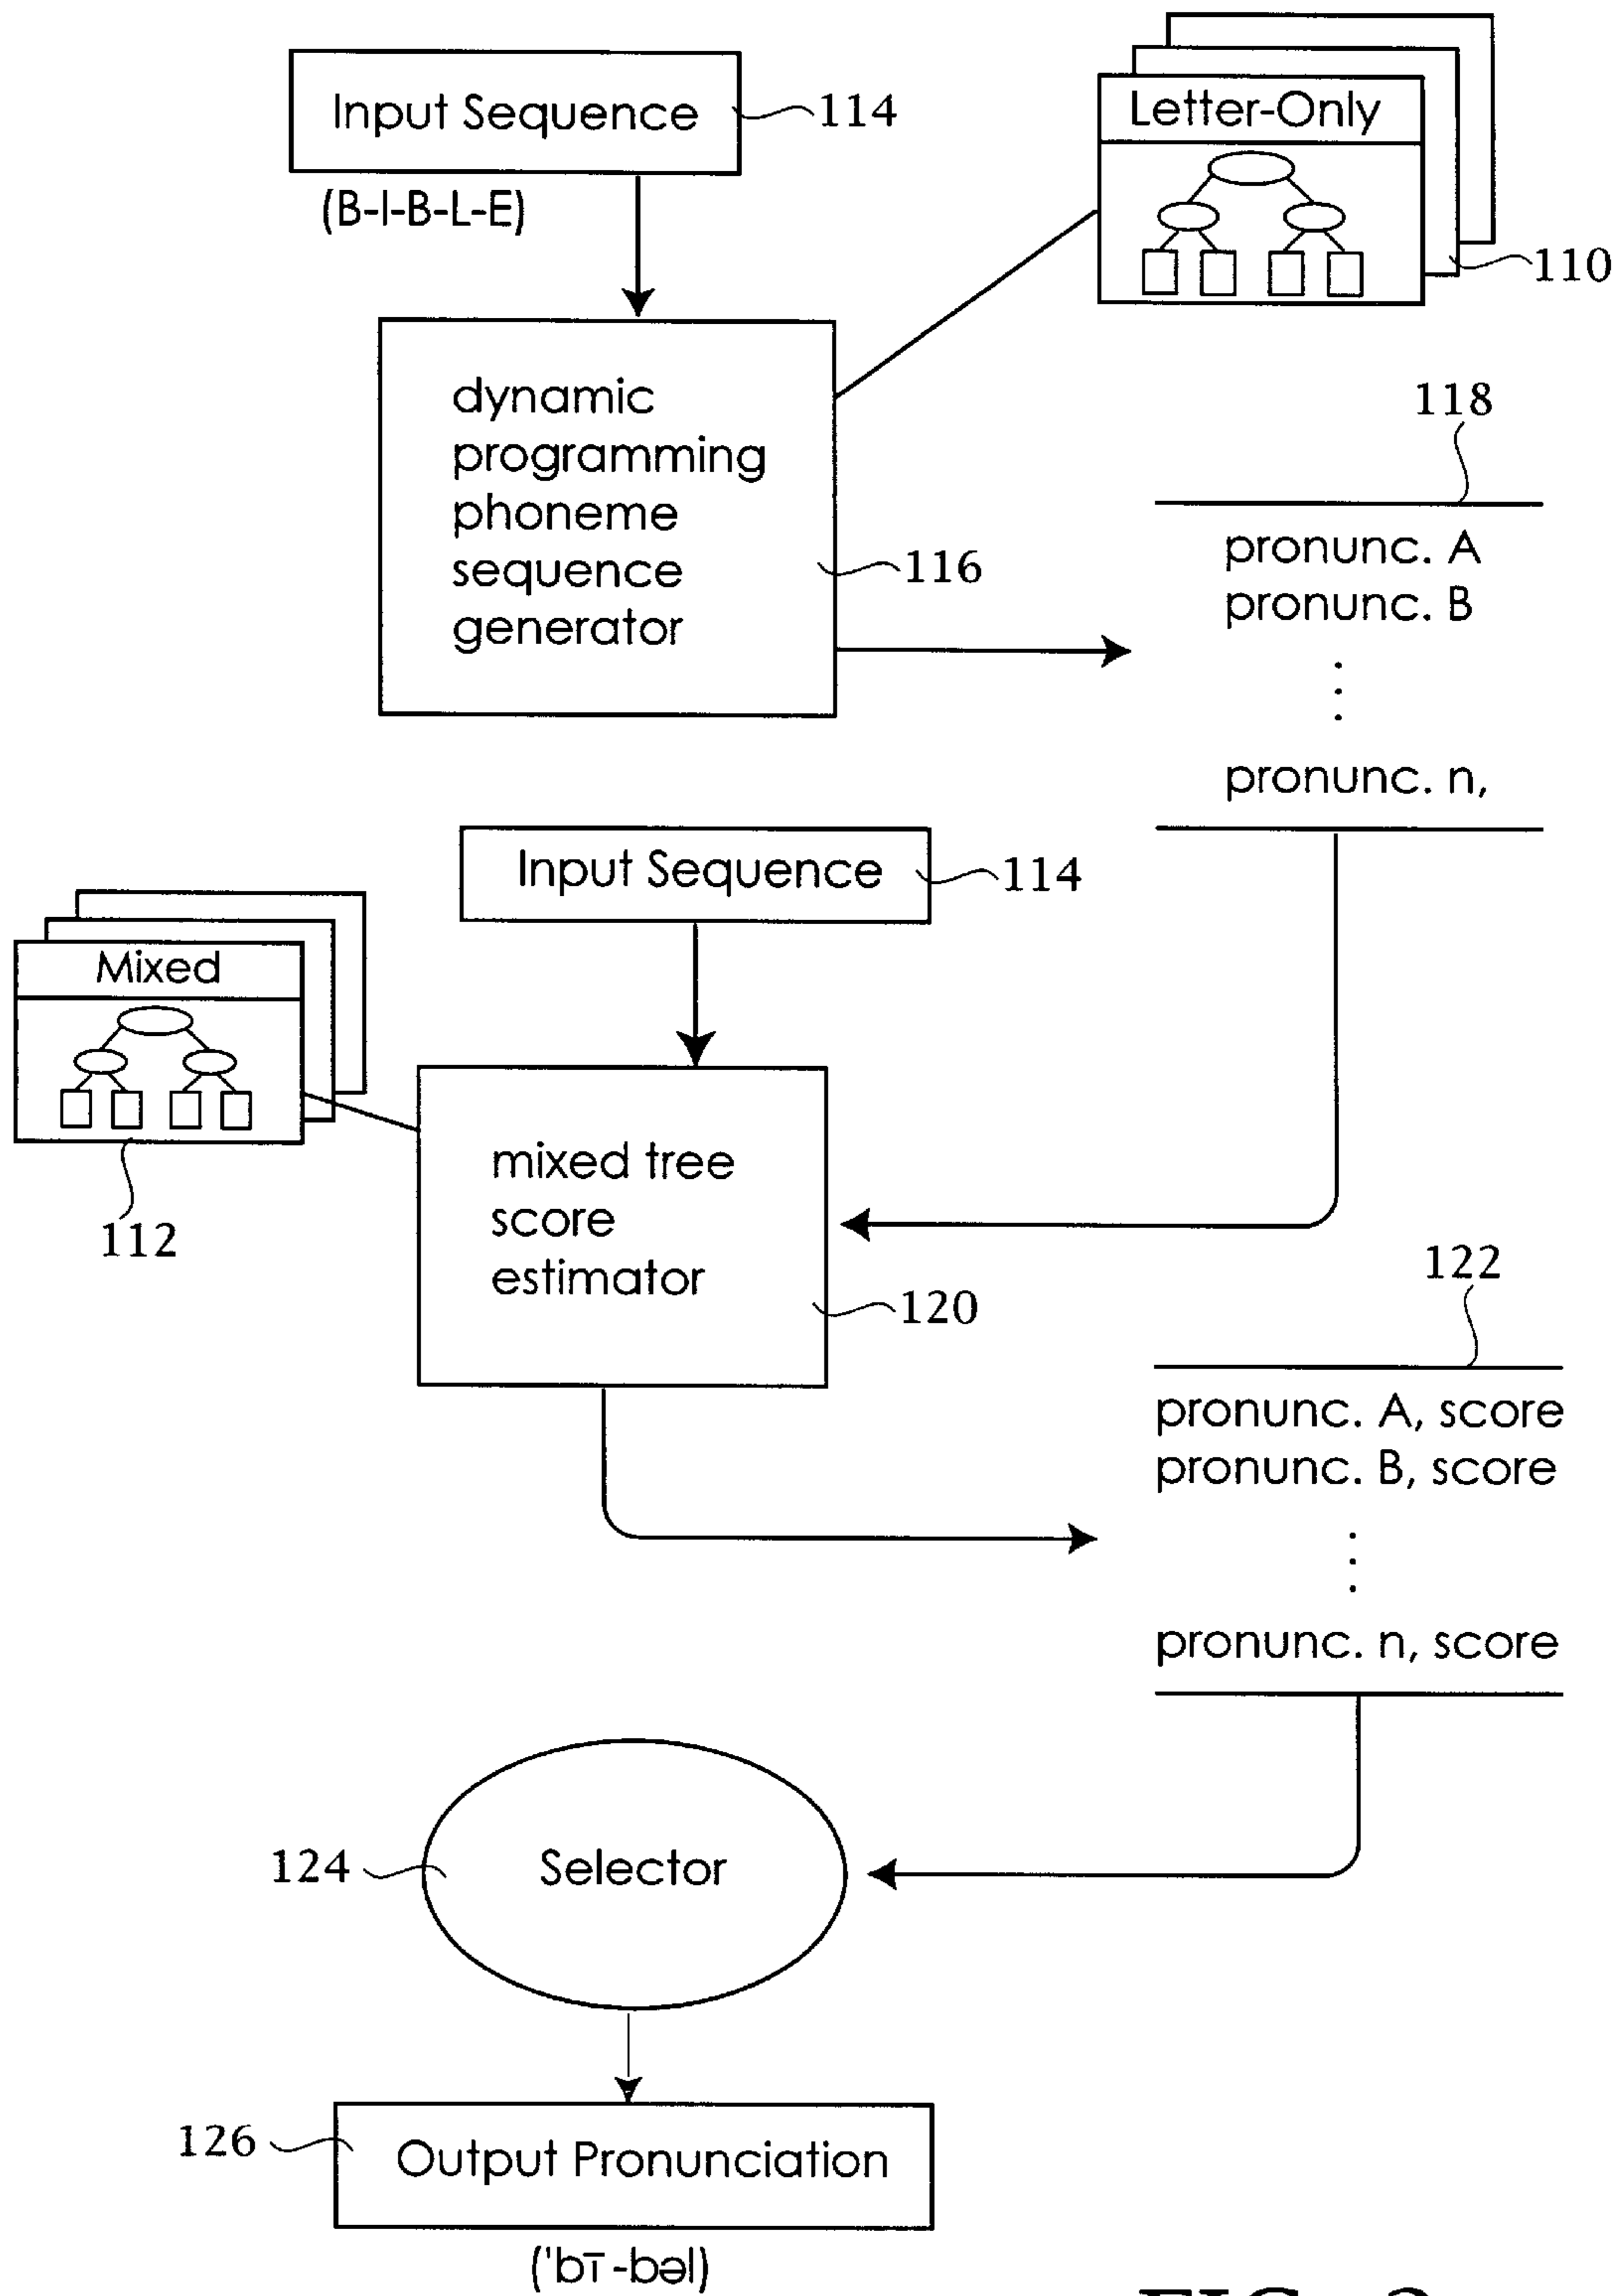 Input Sequence
114
(B-I-B-L-E)
Letter-Only
110
dynamic
programming
phoneme
sequence
generator
116
118
pronunc. A
pronunc. B
pronunc. n,
Input Sequence
114
Mixed
112
mixed tree
score
estimator
120
122
pronunc. A, score
pronunc. B, score
pronunc. n, score
124
Selector
126
Output Pronunciation
('bī-bəl)